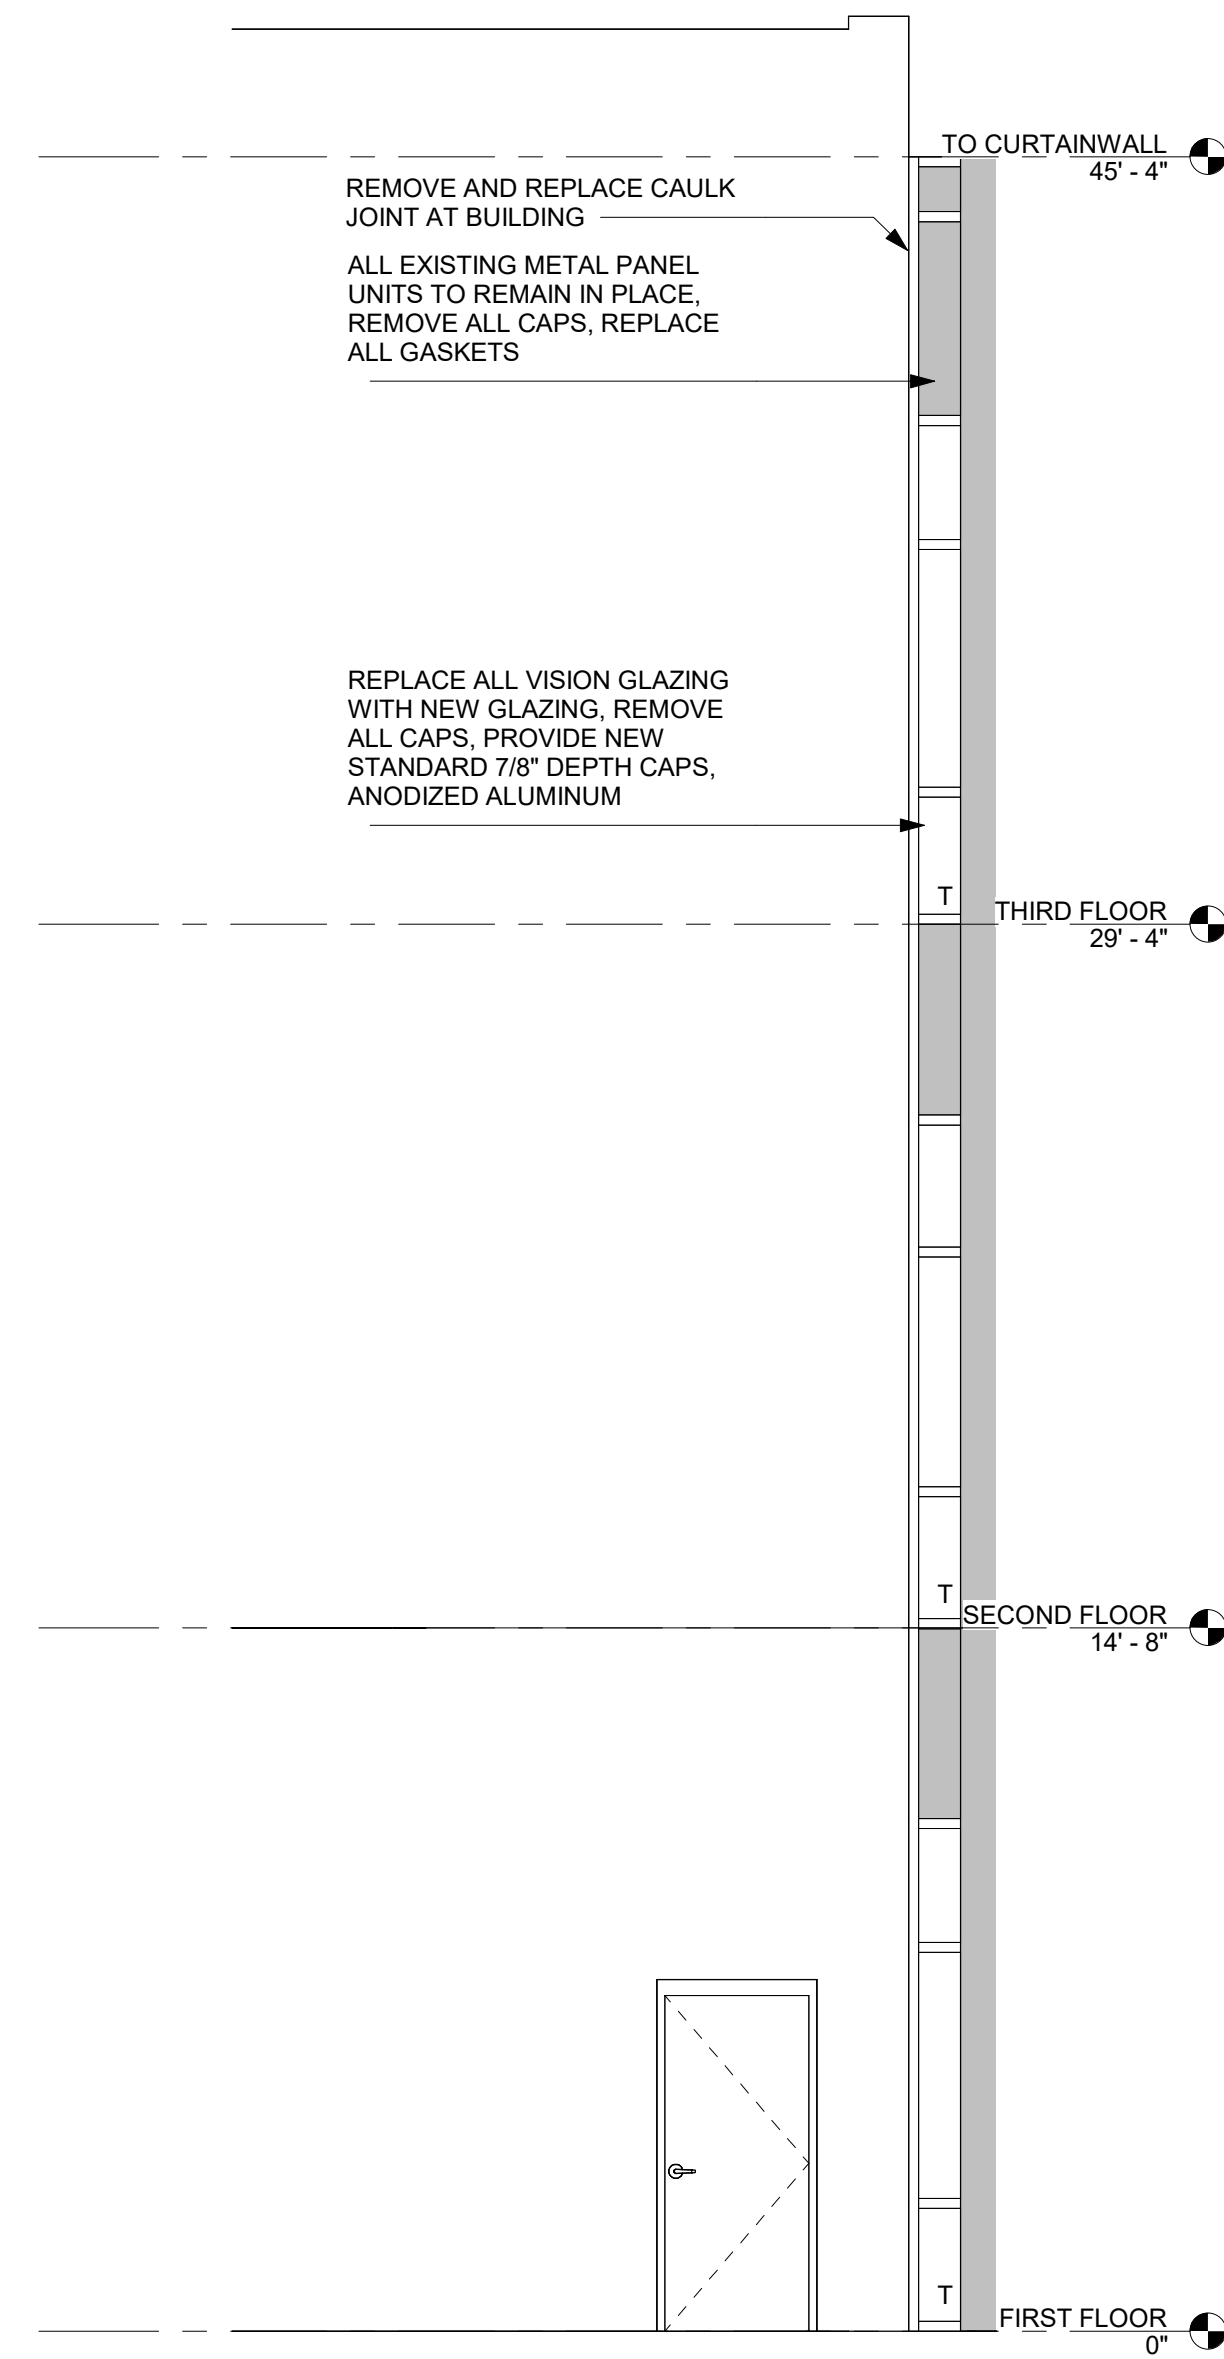 TO CURTAINWALL
45' - 4"
REMOVE AND REPLACE CAULK
JOINT AT BUILDING
ALL EXISTING METAL PANEL
UNITS TO REMAIN IN PLACE,
REMOVE ALL CAPS, REPLACE
ALL GASKETS
REPLACE ALL VISION GLAZING
WITH NEW GLAZING, REMOVE
ALL CAPS, PROVIDE NEW
STANDARD 7/8" DEPTH CAPS,
ANODIZED ALUMINUM
T
THIRD FLOOR
29' - 4"
T
SECOND FLOOR
14' - 8"
T
FIRST FLOOR
0"